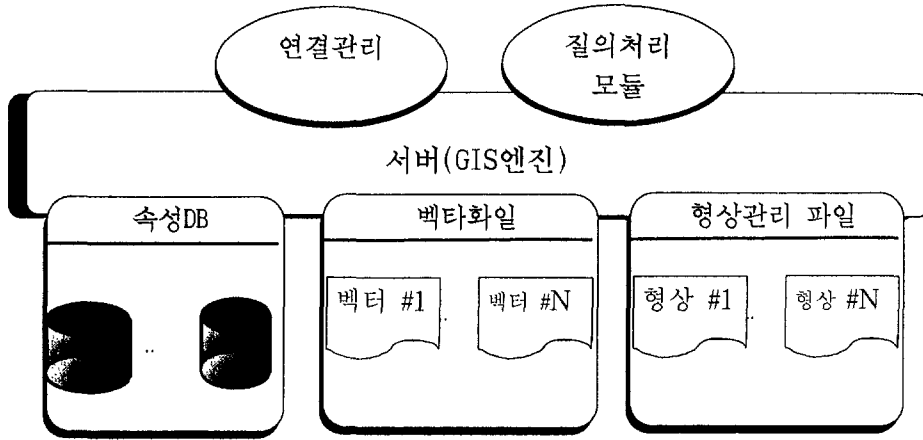 연결관리
질의처리
모듈
서버(GIS엔진)
속성DB
벡타화일
형상관리 파일
벡터 #1
..
벡터 #N
형상 #1
..
형상 #N
..